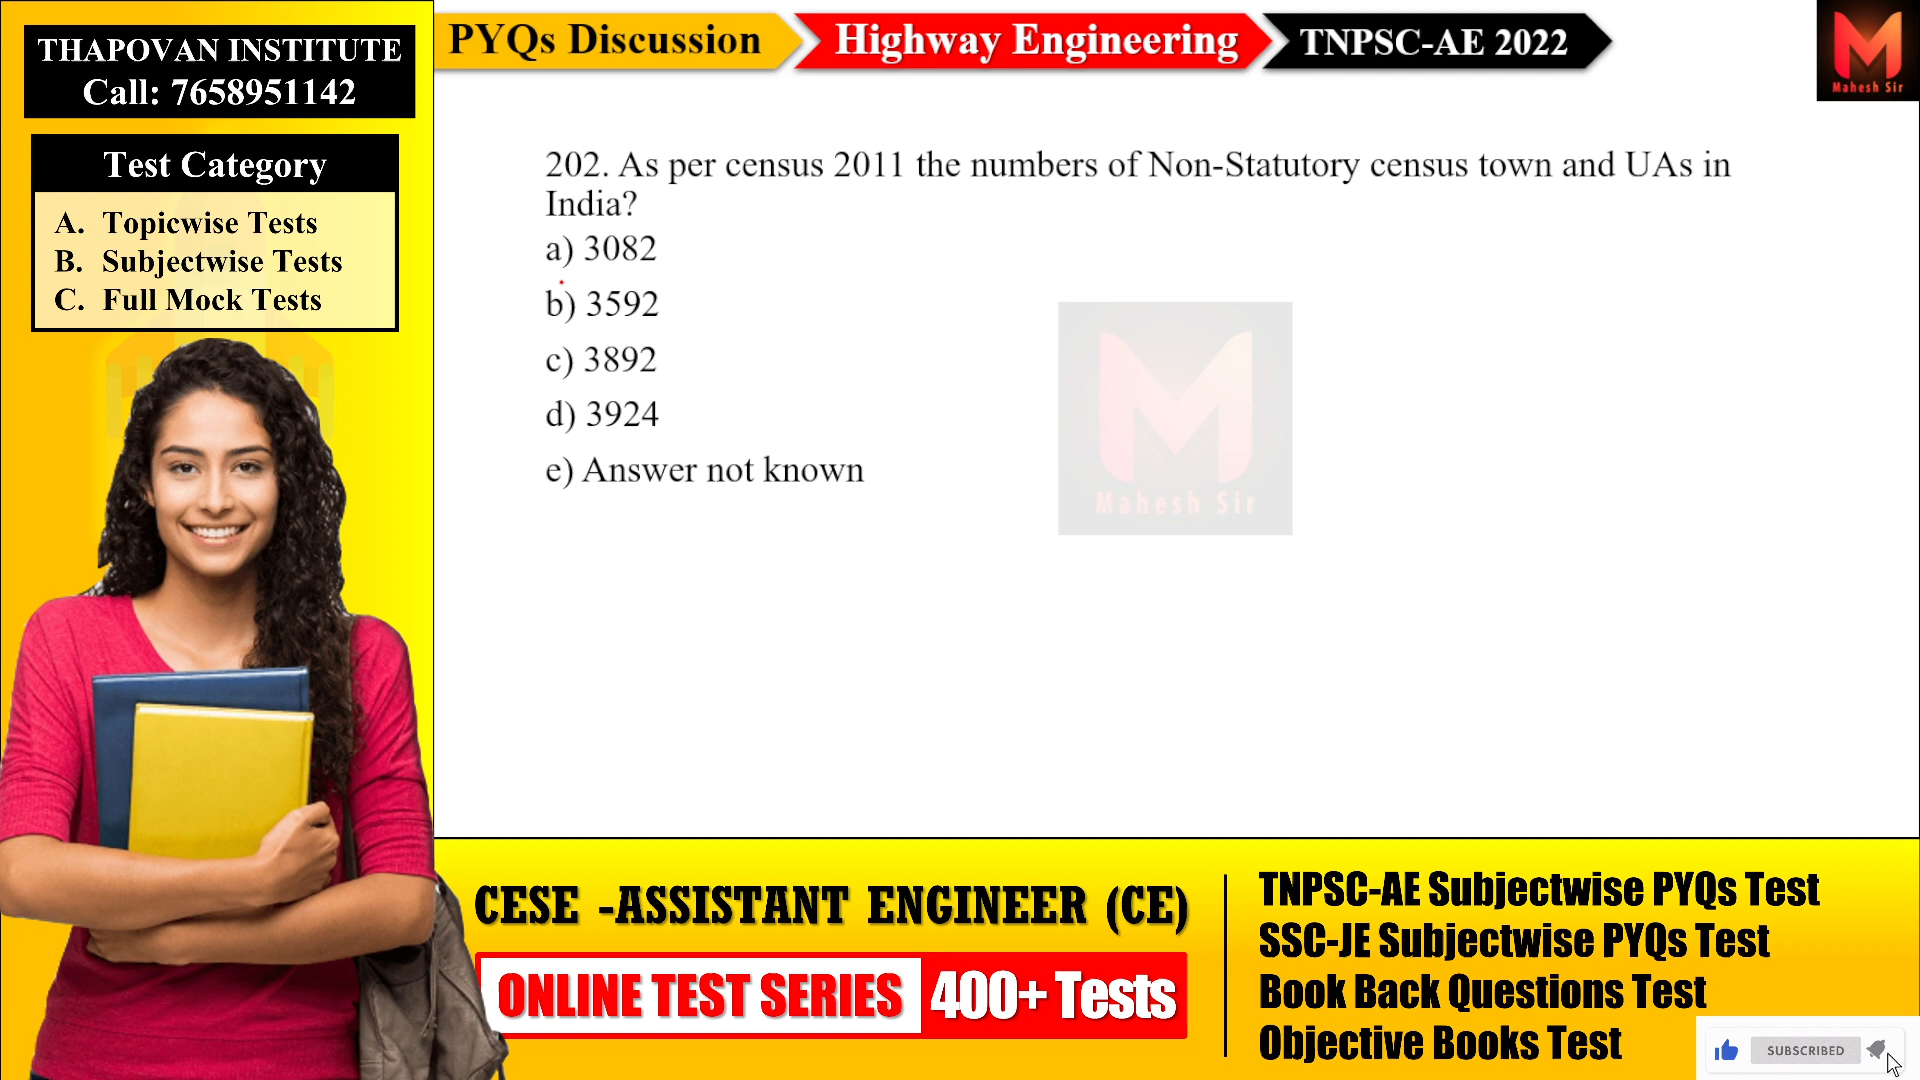 THAPOVAN INSTITUTE
Call: 7658951142
Test Category
A. Topicwise Tests
B. Subjectwise Tests
C. Full Mock Tests
PYQs Discussion
Highway Engineering
TNPSC-AE 2022
Mahesh Sir
202. As per census 2011 the numbers of Non-Statutory census town and UAs in
India?
a) 3082
b) 3592
c) 3892
d) 3924
e) Answer not known
Mahesh Sir
CESE -ASSISTANT ENGINEER (CE)
ONLINE TEST SERIES 400+ Tests
TNPSC-AE Subjectwise PYQs Test
SSC-JE Subjectwise PYQs Test
Book Back Questions Test
Objective Books Test
SUBSCRIBED